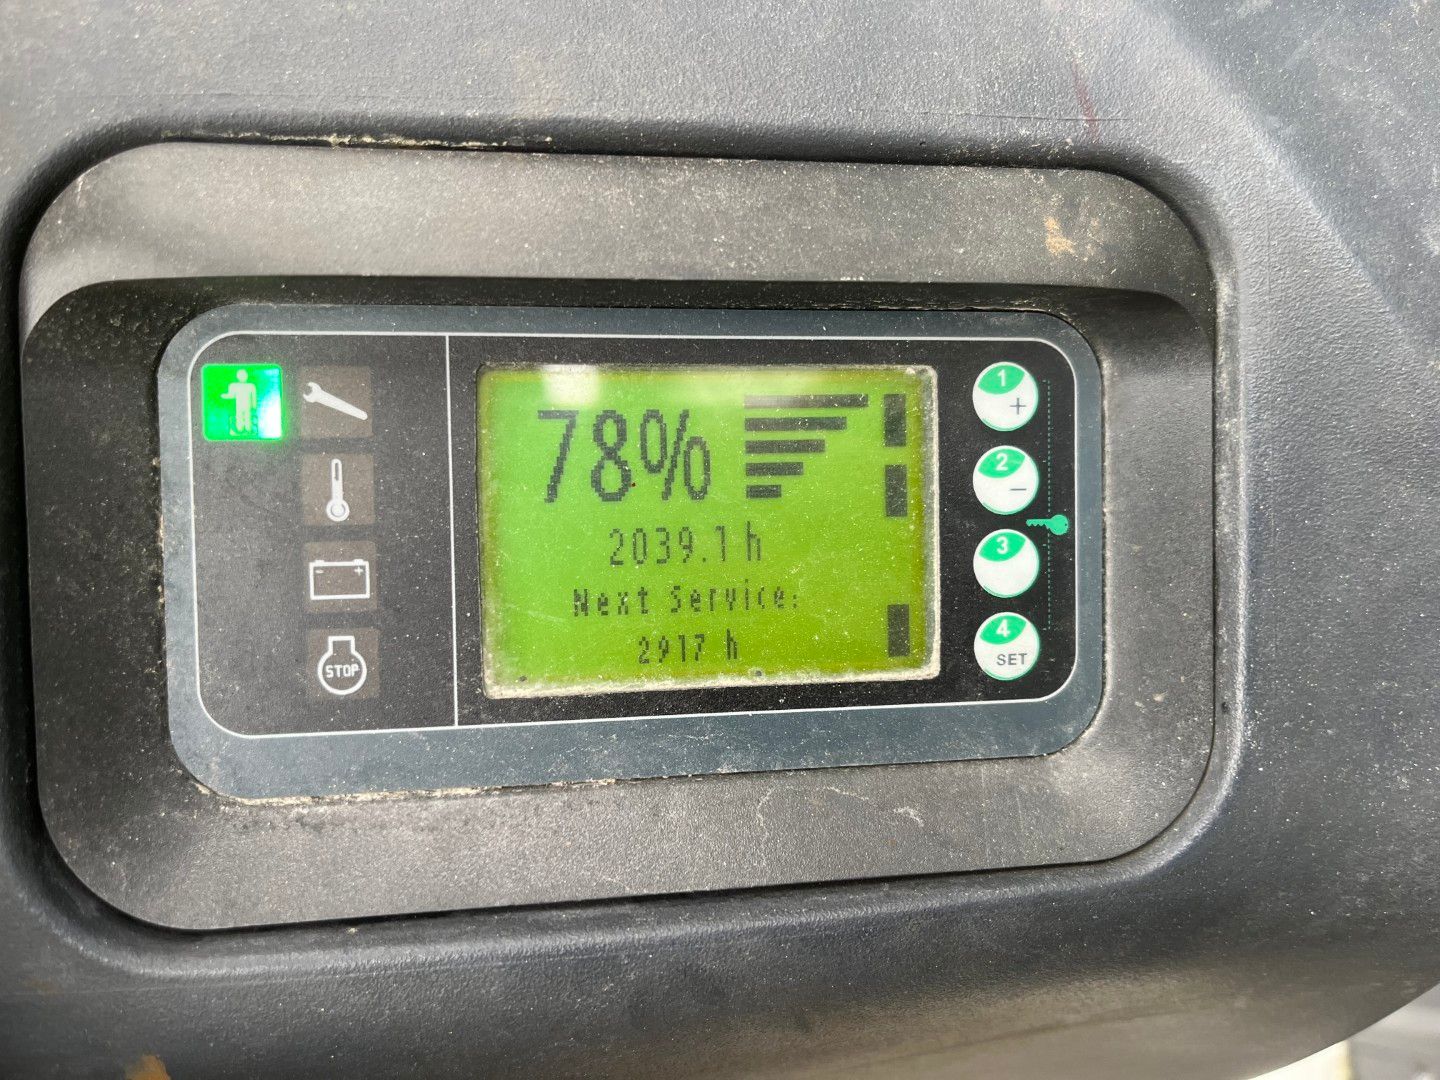 78%
2039.1 h
Next Service:
2917 h
- +
STOP
1
+
2
−
3
4
SET